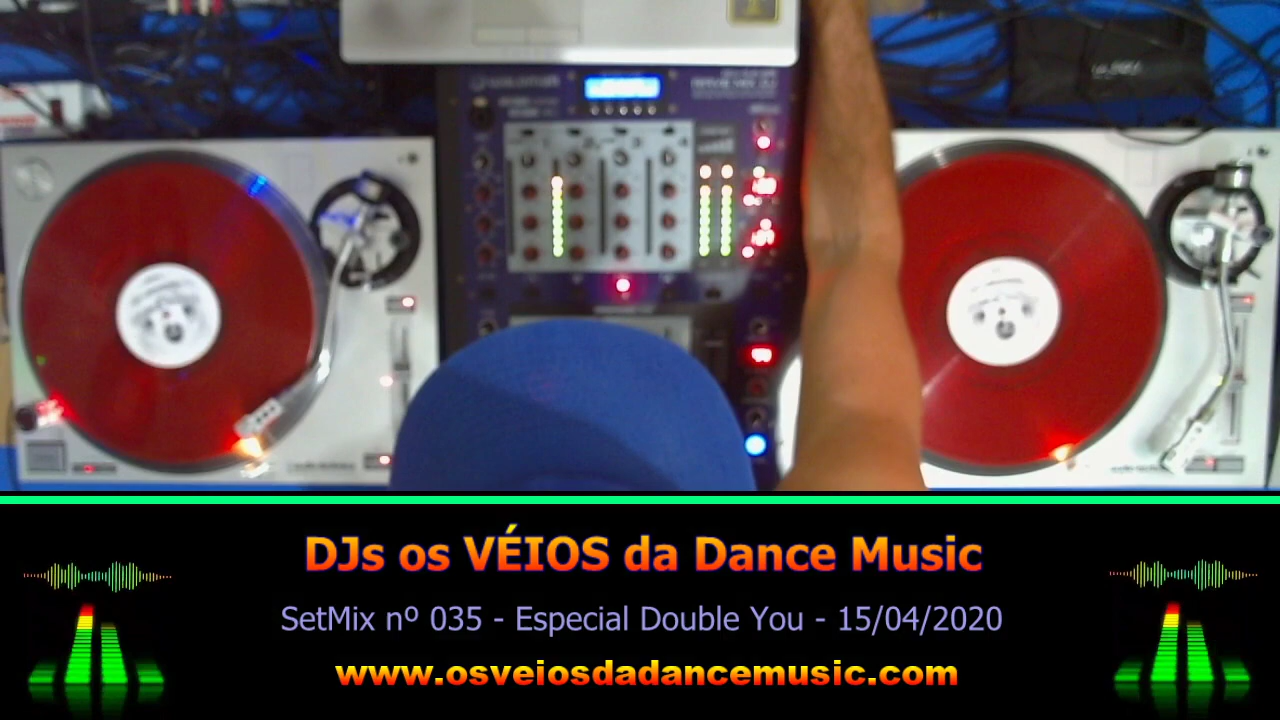 DJs os VÉIOS da Dance Music
SetMix nº 035 - Especial Double You - 15/04/2020
www.osveiosdadancemusic.com